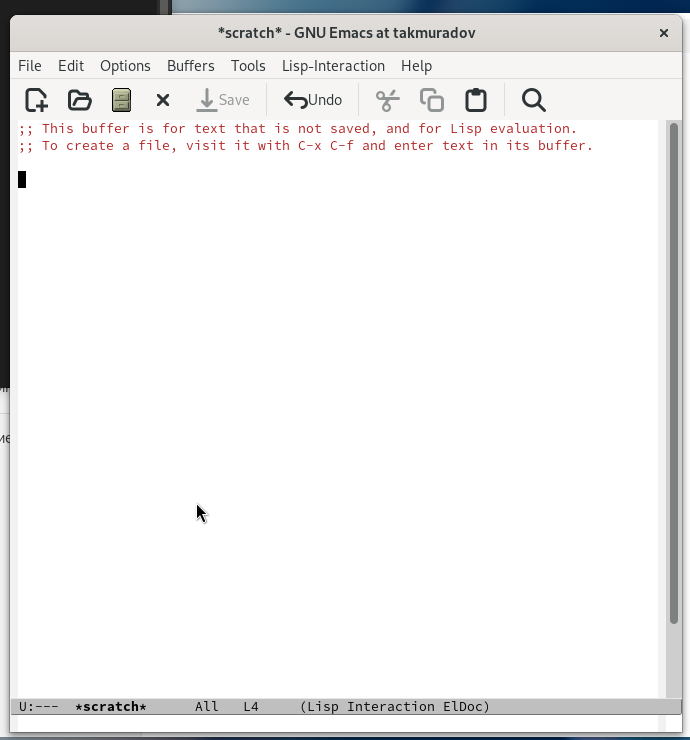 *scratch* - GNU Emacs at takmuradov
File Edit Options Buffers Tools Lisp-Interaction Help
Save Undo
;; This buffer is for text that is not saved, and for Lisp evaluation.
;; To create a file, visit it with C-x C-f and enter text in its buffer.
U:--- *scratch* All L4 (Lisp Interaction ElDoc)